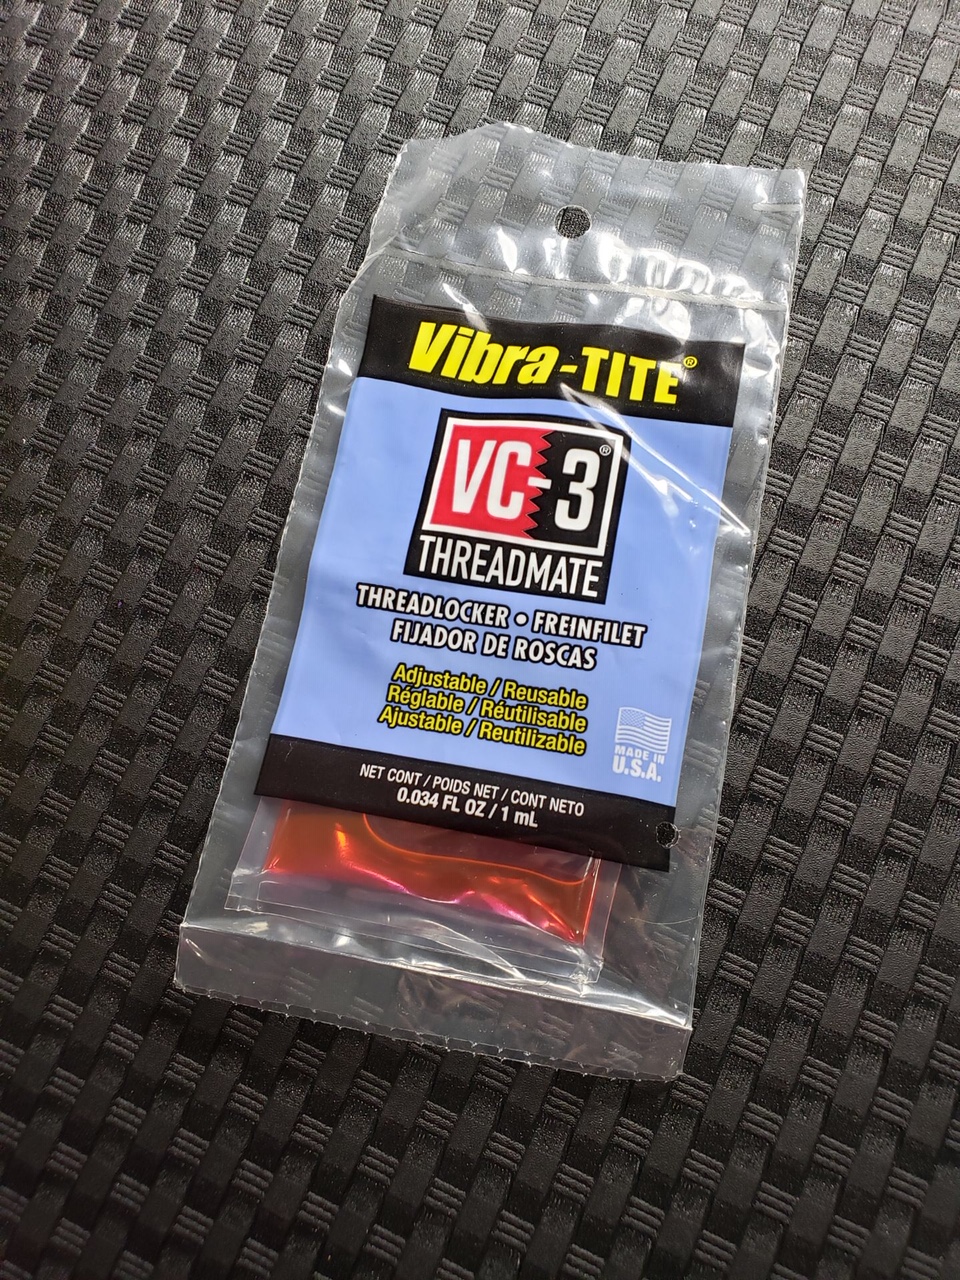 Vibra-TITE®
VC-3®
THREADMATE
THREADLOCKER • FREINFILET
FIJADOR DE ROSCAS
Adjustable / Reusable
Réglable / Réutilisable
Ajustable / Reutilizable
MADE IN
U.S.A.
NET CONT / POIDS NET / CONT NETO
0.034 FL OZ / 1 mL